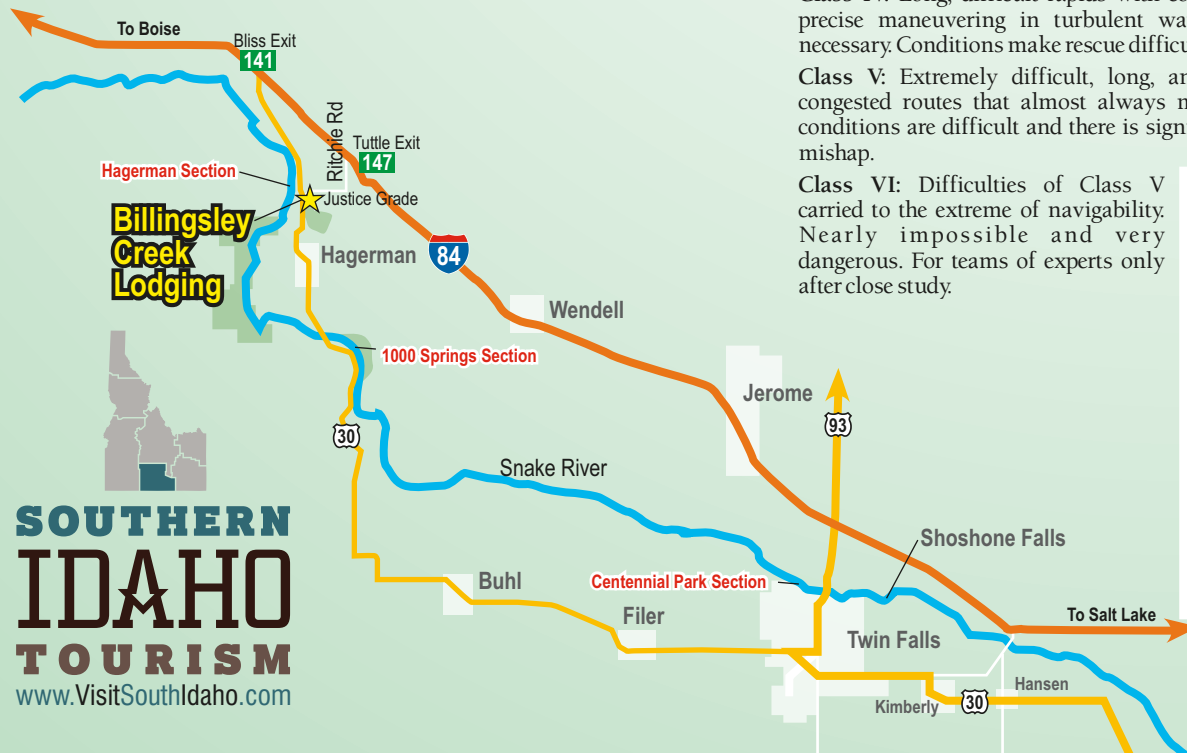 To Boise
Bliss Exit
141
Ritchie Rd
Tuttle Exit
147
Hagerman Section
Justice Grade
Billingsley
Creek
Lodging
Hagerman
84
Wendell
1000 Springs Section
Jerome
93
30
Snake River
Shoshone Falls
Buhl
Centennial Park Section
Filer
Twin Falls
To Salt Lake
Hansen
Kimberly
30
SOUTHERN
IDAHO
TOURISM
www.VisitSouthIdaho.com
precise maneuvering in turbulent
necessary. Conditions make rescue
Class V: Extremely difficult, long,
congested routes that almost always
conditions are difficult and there is
mishap.
Class VI: Difficulties of Class V
carried to the extreme of navigability.
Nearly impossible and very
dangerous. For teams of experts only
after close study.